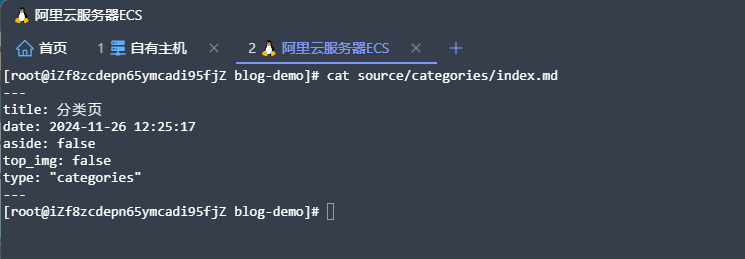 阿里云服务器ECS
首页 1 自有主机 2 阿里云服务器ECS
[root@iZf8zcdepn65ymcadi95fjZ blog-demo]# cat source/categories/index.md
---
title: 分类页
date: 2024-11-26 12:25:17
aside: false
top_img: false
type: "categories"
---
[root@iZf8zcdepn65ymcadi95fjZ blog-demo]#